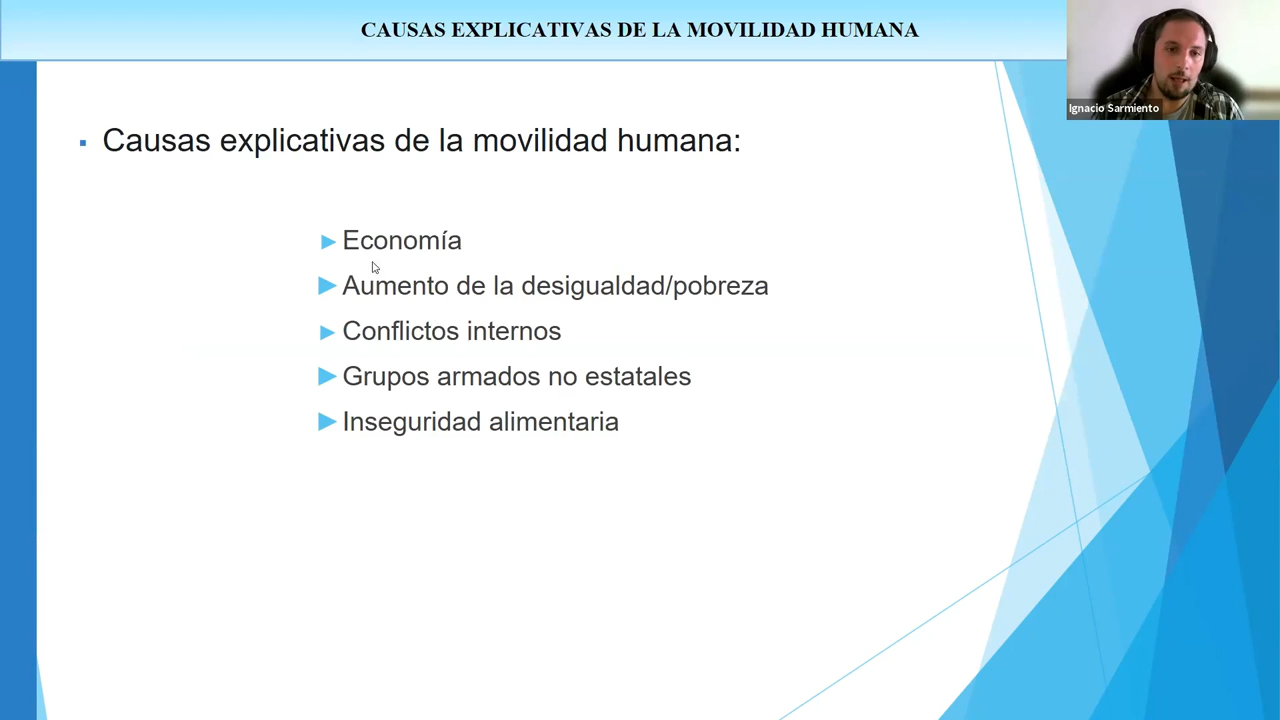 CAUSAS EXPLICATIVAS DE LA MOVILIDAD HUMANA
Ignacio Sarmiento
Causas explicativas de la movilidad humana:
Economía
Aumento de la desigualdad/pobreza
Conflictos internos
Grupos armados no estatales
Inseguridad alimentaria